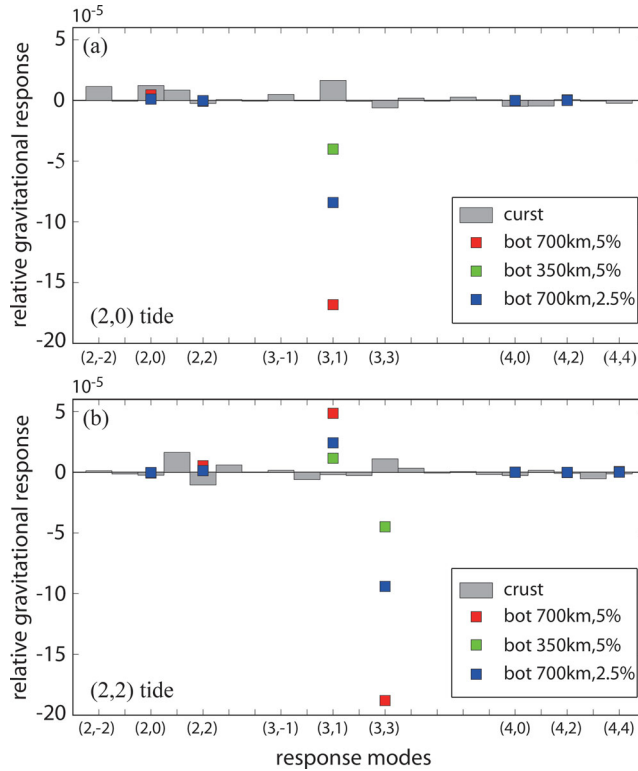 10-5
(a)
5
0
-5
-10
-15
-20
relative gravitational response
curst
bot 700km,5%
bot 350km,5%
bot 700km,2.5%
(2,0) tide
(2,-2) (2,0) (2,2) (3,-1) (3,1) (3,3) (4,0) (4,2) (4,4)
10-5
(b)
5
0
-5
-10
-15
-20
relative gravitational response
crust
bot 700km,5%
bot 350km,5%
bot 700km,2.5%
(2,2) tide
(2,-2) (2,0) (2,2) (3,-1) (3,1) (3,3) (4,0) (4,2) (4,4)
response modes